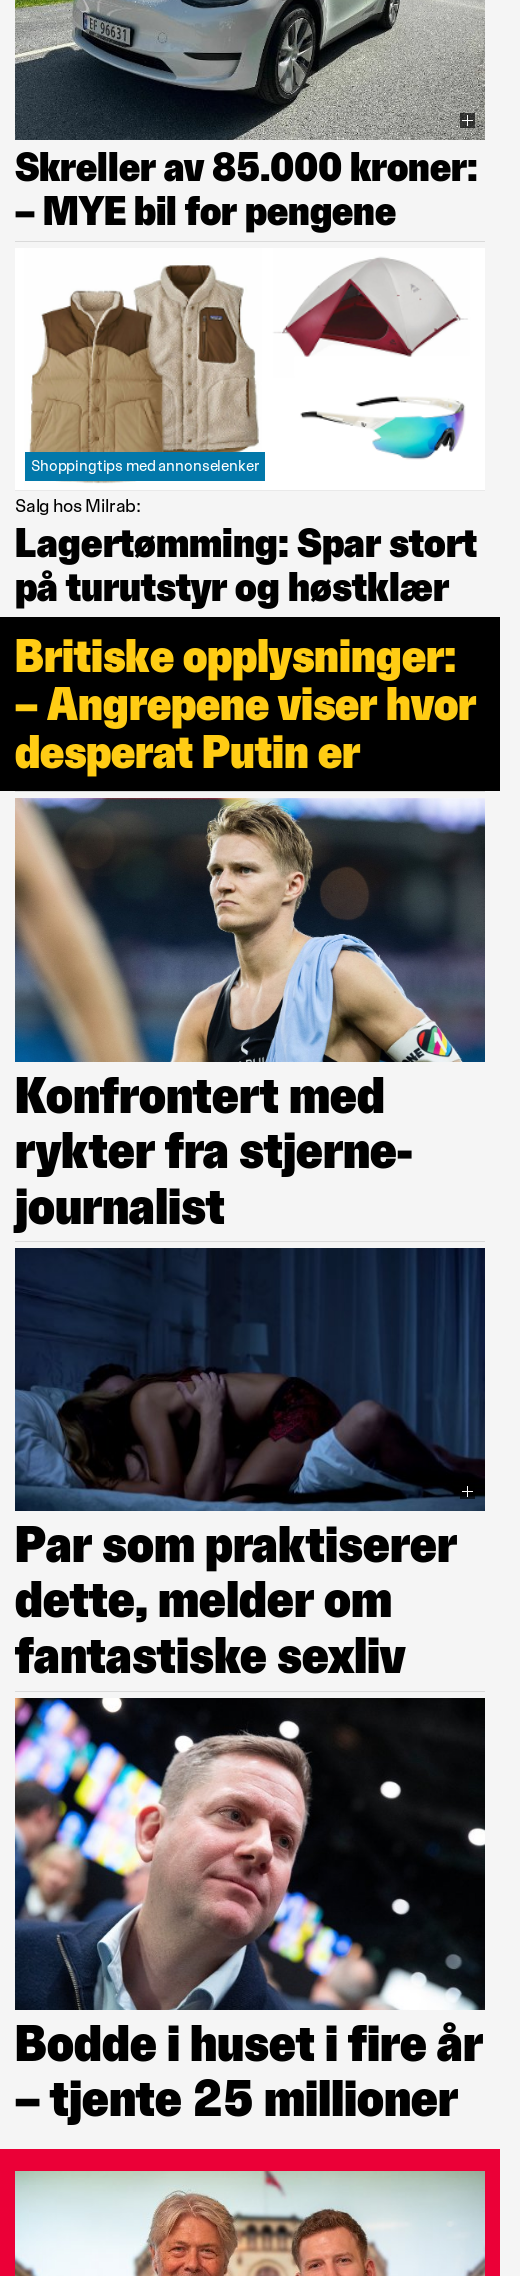 EF 96631
Skreller av 85.000 kroner:
– MYE bil for pengene
Shoppingtips med annonselenker
Salg hos Milrab:
Lagertømming: Spar stort
på turutstyr og høstklær
Britiske opplysninger:
– Angrepene viser hvor
desperat Putin er
Konfrontert med
rykter fra stjerne-
journalist
Par som praktiserer
dette, melder om
fantastiske sexliv
Bodde i huset i fire år
– tjente 25 millioner